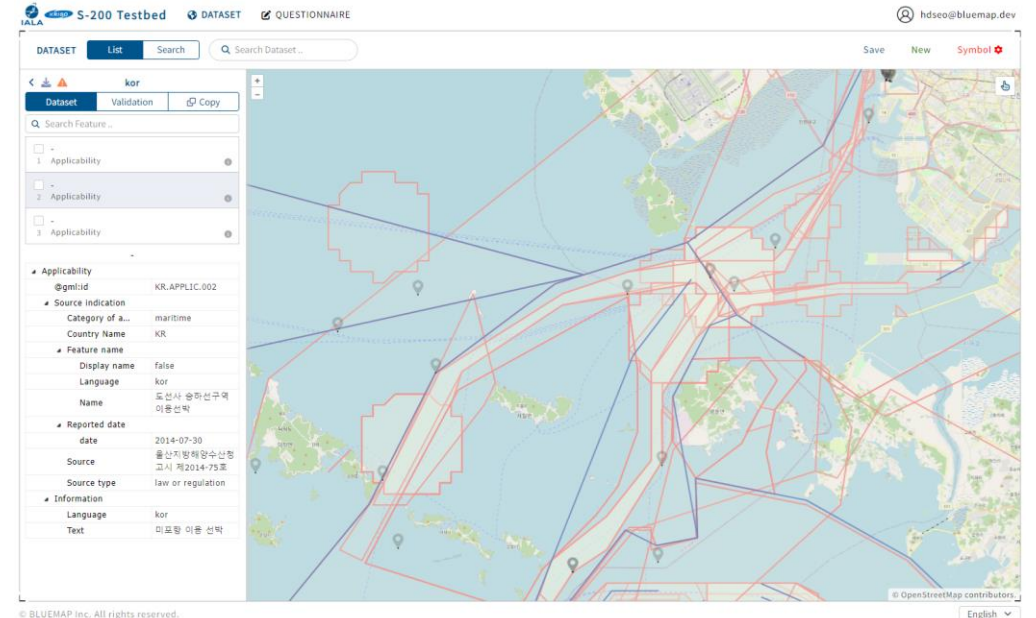 IALA
S-200 Testbed
DATASET
QUESTIONNAIRE
hdseo@bluemap.dev
DATASET
List
Search
Search Dataset ..
Save
New
Symbol
kor
Dataset
Validation
Copy
Search Feature ..
-
1 Applicability
-
2 Applicability
-
3 Applicability
-
Applicability
@gml:id KR.APPLIC.002
Source indication
Category of a... maritime
Country Name KR
Feature name
Display name false
Language kor
Name 도선사 승하선구역
이용선박
Reported date
date 2014-07-30
Source 울산지방해양수산청
고시 제2014-75호
Source type law or regulation
Information
Language kor
Text 미포항 이용 선박
+
-
© OpenStreetMap contributors.
© BLUEMAP Inc. All rights reserved.
English